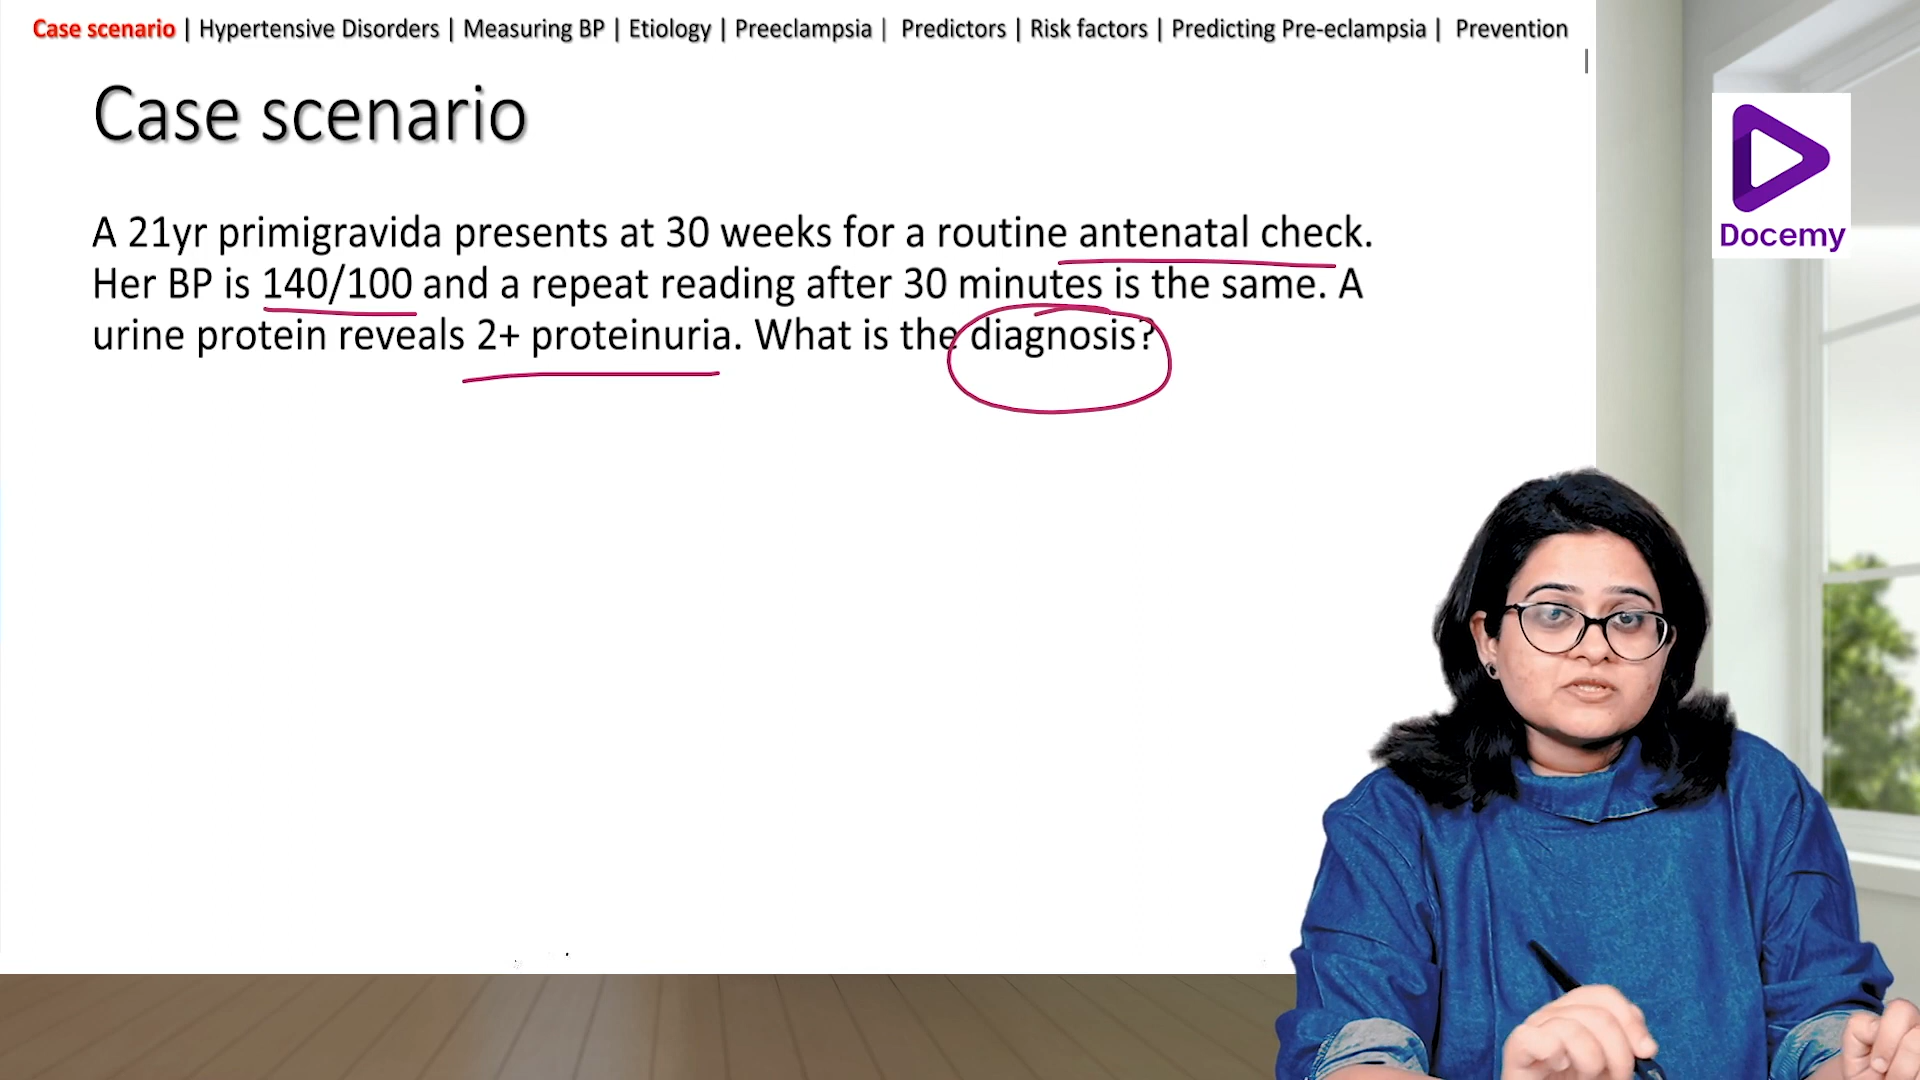 Case scenario | Hypertensive Disorders | Measuring BP | Etiology | Preeclampsia | Predictors | Risk factors | Predicting Pre-eclampsia | Prevention
Case scenario
A 21yr primigravida presents at 30 weeks for a routine antenatal check.
Her BP is 140/100 and a repeat reading after 30 minutes is the same. A
urine protein reveals 2+ proteinuria. What is the diagnosis?
Docemy